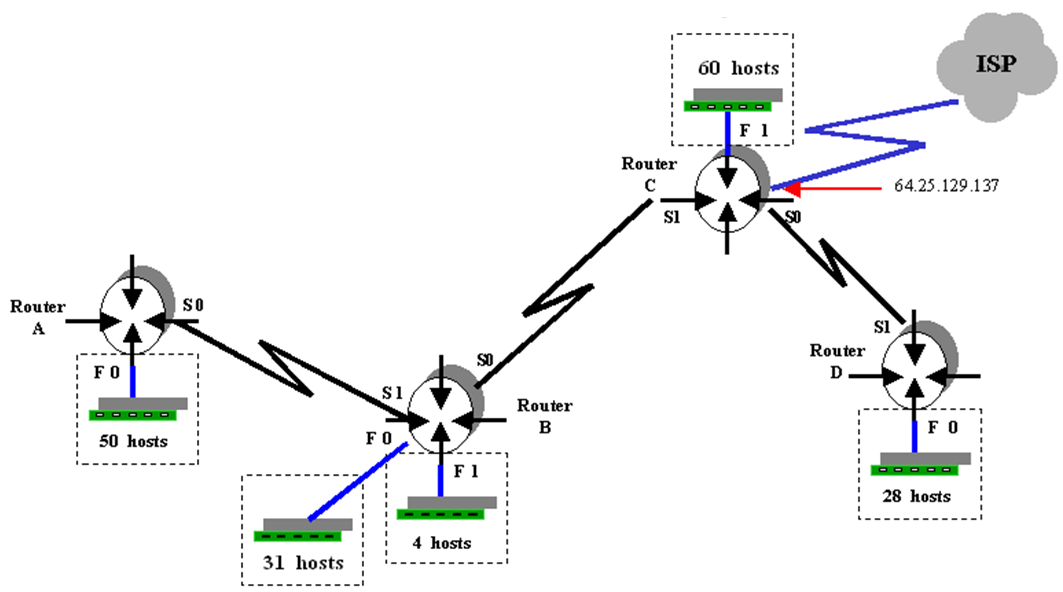 ISP
60 hosts
F 1
Router
C
64.25.129.137
S1
S0
Router
A
S0
F 0
50 hosts
S0
S1
Router
B
F 0
F 1
31 hosts
4 hosts
S1
Router
D
F 0
28 hosts